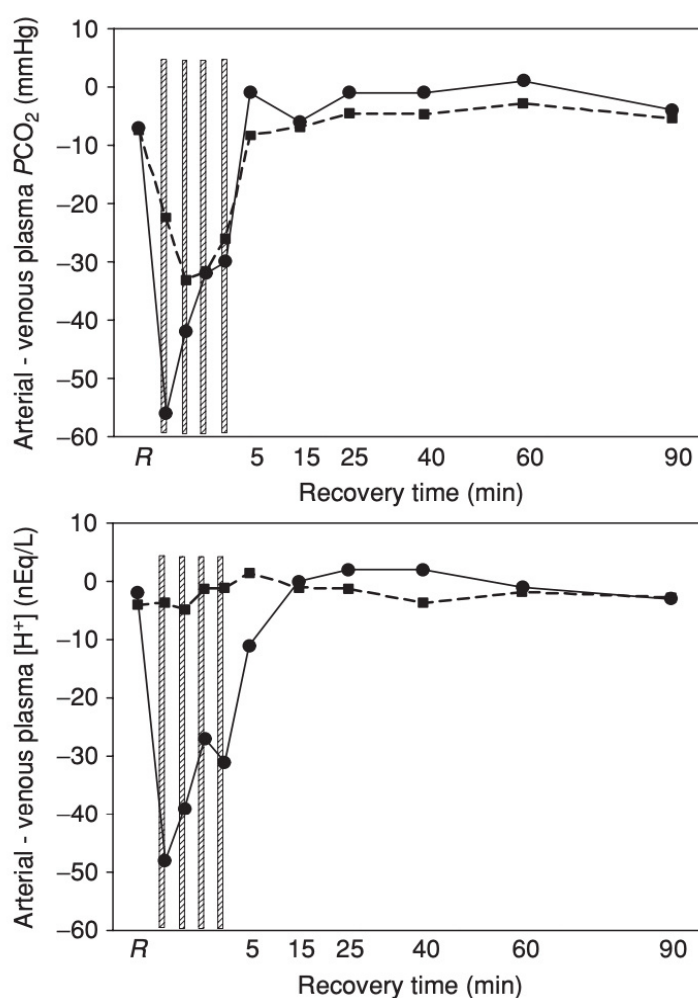 Arterial - venous plasma PCO₂ (mmHg)
10
0
−10
−20
−30
−40
−50
−60
R 5 15 25 40 60 90
Recovery time (min)
Arterial - venous plasma [H⁺] (nEq/L)
10
0
−10
−20
−30
−40
−50
−60
R 5 15 25 40 60 90
Recovery time (min)